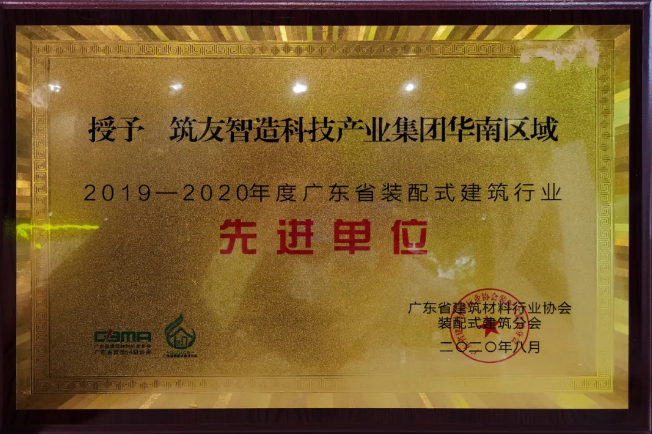 授予 筑友智造科技产业集团华南区域
2019—2020年度广东省装配式建筑行业
先进单位
广东省建筑材料行业协会
装配式建筑分会
二〇二〇年八月
GBMA